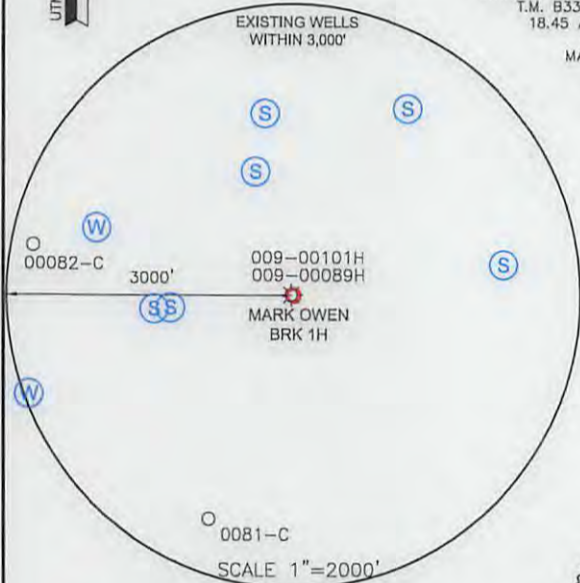 T.M. B33
18.45
MA
EXISTING WELLS
WITHIN 3,000'
S
S
S
W
00082-C
3000'
009-00101H
009-00089H
S
S S
MARK OWEN
BRK 1H
W
0081-C
SCALE 1"=2000'